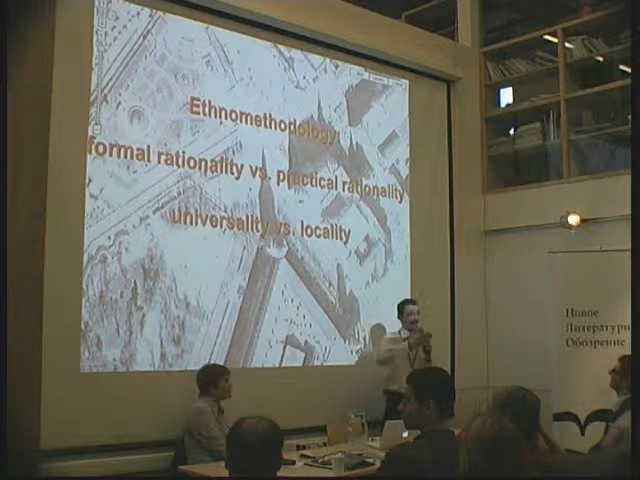 Ethnomethodology:
formal rationality vs. practical rationality
universality vs. locality
Новое
Литературн
Обозрение